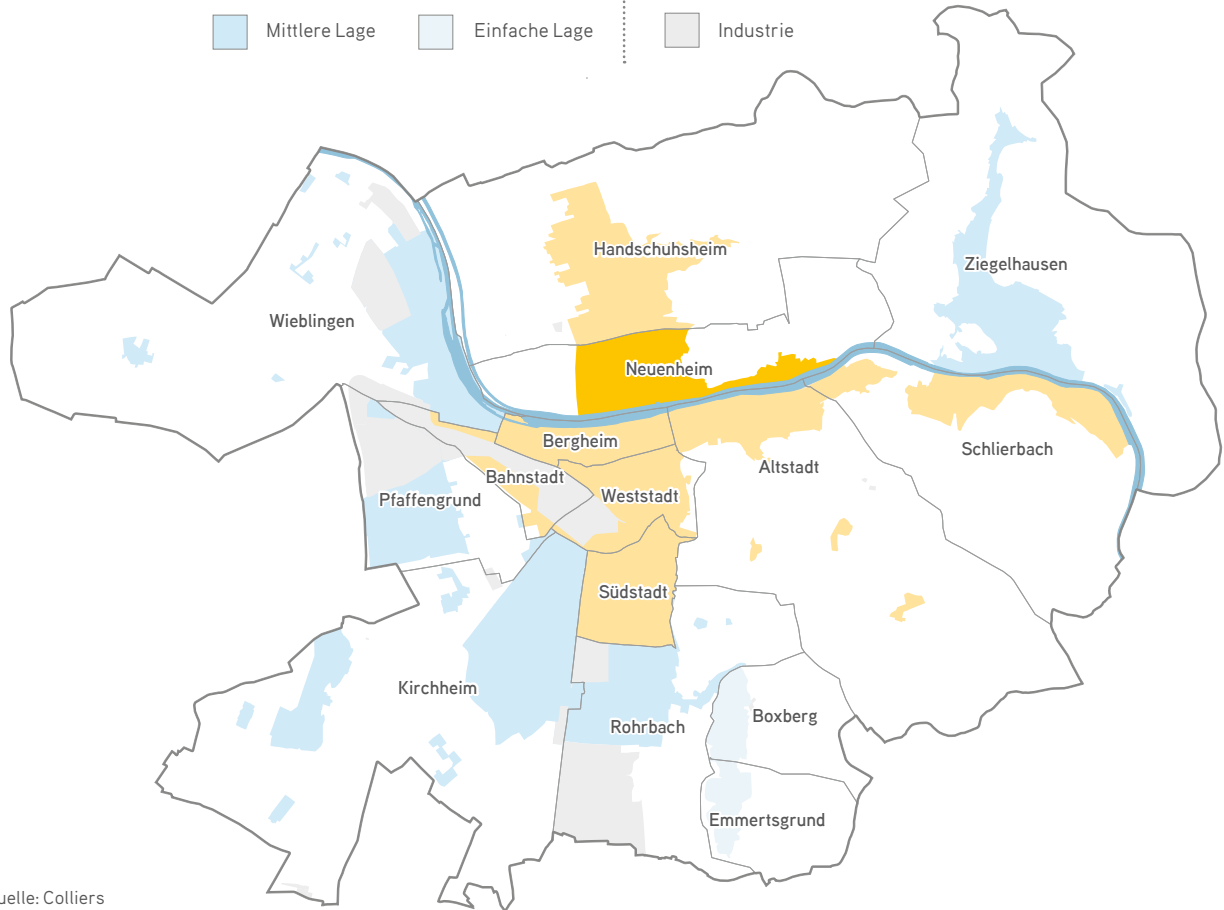 Mittlere Lage
Einfache Lage
Industrie
Handschuhsheim
Ziegelhausen
Wieblingen
Neuenheim
Bergheim
Schlierbach
Altstadt
Bahnstadt
Weststadt
Pfaffengrund
Südstadt
Kirchheim
Boxberg
Rohrbach
Emmertsgrund
uelle: Colliers